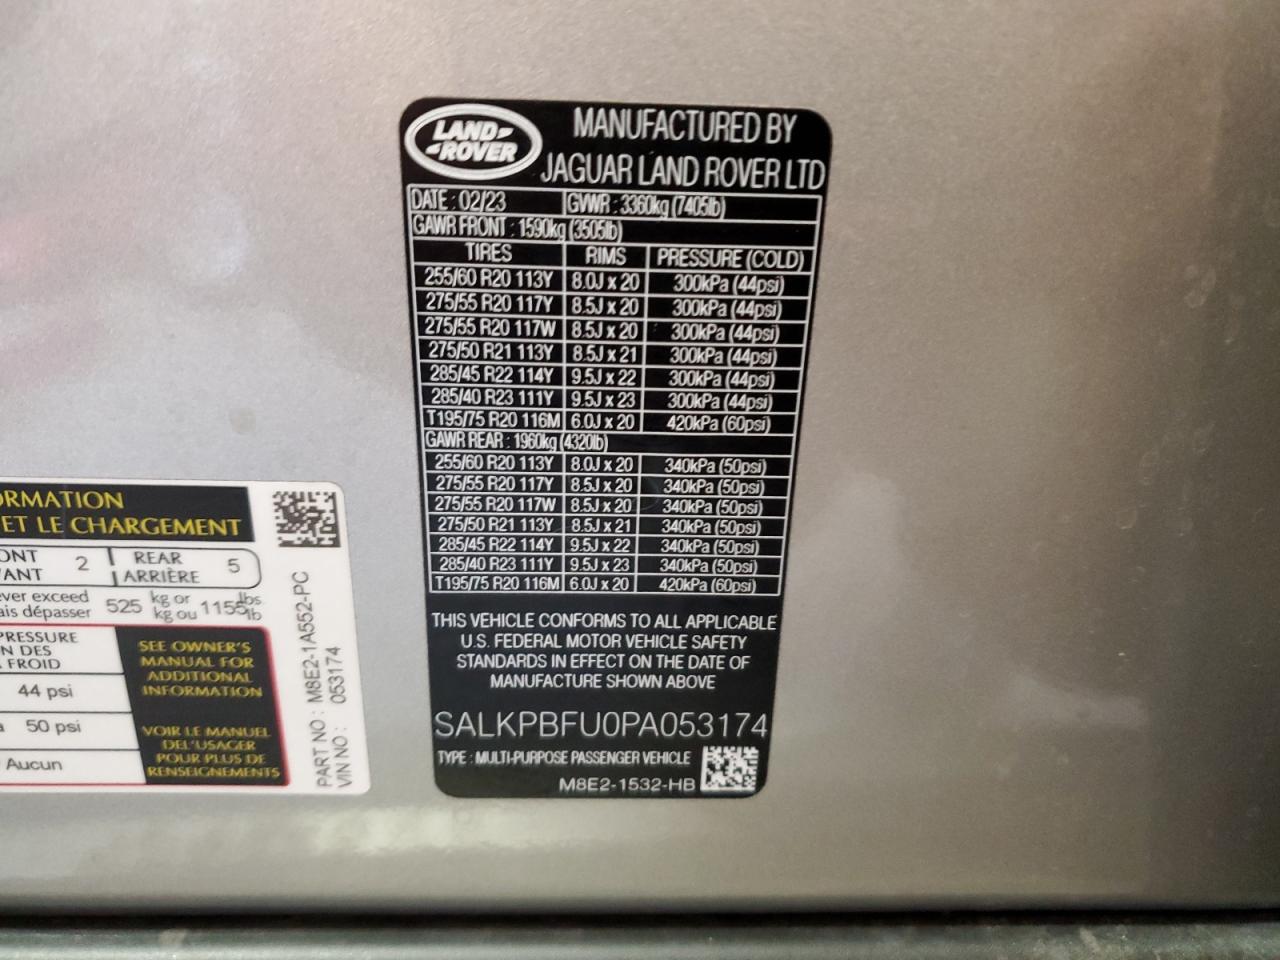 LAND
ROVER
MANUFACTURED BY
JAGUAR LAND ROVER LTD
DATE : 02/23 GVWR : 3360kg (7405lb)
GAWR FRONT : 1590kg (3505lb)
TIRES RIMS PRESSURE (COLD)
255/60 R20 113Y 8.0J x 20 300kPa (44psi)
275/55 R20 117Y 8.5J x 20 300kPa (44psi)
275/55 R20 117W 8.5J x 20 300kPa (44psi)
275/50 R21 113Y 8.5J x 21 300kPa (44psi)
285/45 R22 114Y 9.5J x 22 300kPa (44psi)
285/40 R23 111Y 9.5J x 23 300kPa (44psi)
T195/75 R20 116M 6.0J x 20 420kPa (60psi)
GAWR REAR : 1960kg (4320lb)
255/60 R20 113Y 8.0J x 20 340kPa (50psi)
275/55 R20 117Y 8.5J x 20 340kPa (50psi)
275/55 R20 117W 8.5J x 20 340kPa (50psi)
275/50 R21 113Y 8.5J x 21 340kPa (50psi)
285/45 R22 114Y 9.5J x 22 340kPa (50psi)
285/40 R23 111Y 9.5J x 23 340kPa (50psi)
T195/75 R20 116M 6.0J x 20 420kPa (60psi)
THIS VEHICLE CONFORMS TO ALL APPLICABLE
U.S. FEDERAL MOTOR VEHICLE SAFETY
STANDARDS IN EFFECT ON THE DATE OF
MANUFACTURE SHOWN ABOVE
SALKPBFU0PA053174
TYPE : MULTI-PURPOSE PASSENGER VEHICLE
M8E2-1532-HB
ORMATION
ET LE CHARGEMENT
ONT 2 REAR 5
ANT ARRIÈRE
ever exceed 525 kg or 1155 lbs
ais dépasser kg ou lb
PRESSURE
N DES
FROID
44 psi
a 50 psi
Aucun
SEE OWNER'S
MANUAL FOR
ADDITIONAL
INFORMATION
VOIR LE MANUEL
DEL'USAGER
POUR PLUS DE
RENSEIGNEMENTS
PART NO : M8E2-1A552-PC
VIN NO : 053174